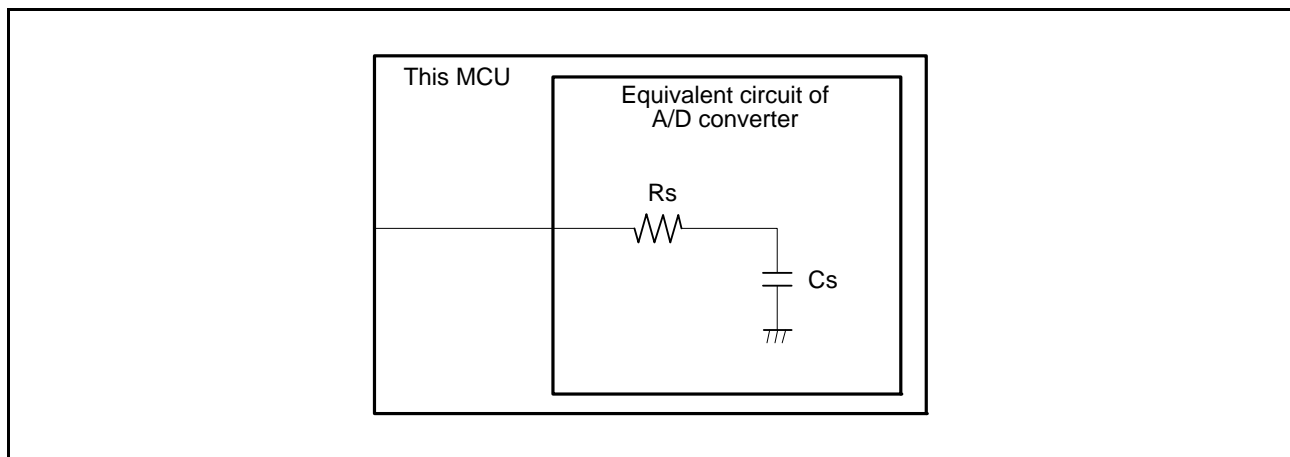 This MCU
Equivalent circuit of
A/D converter
Rs
Cs